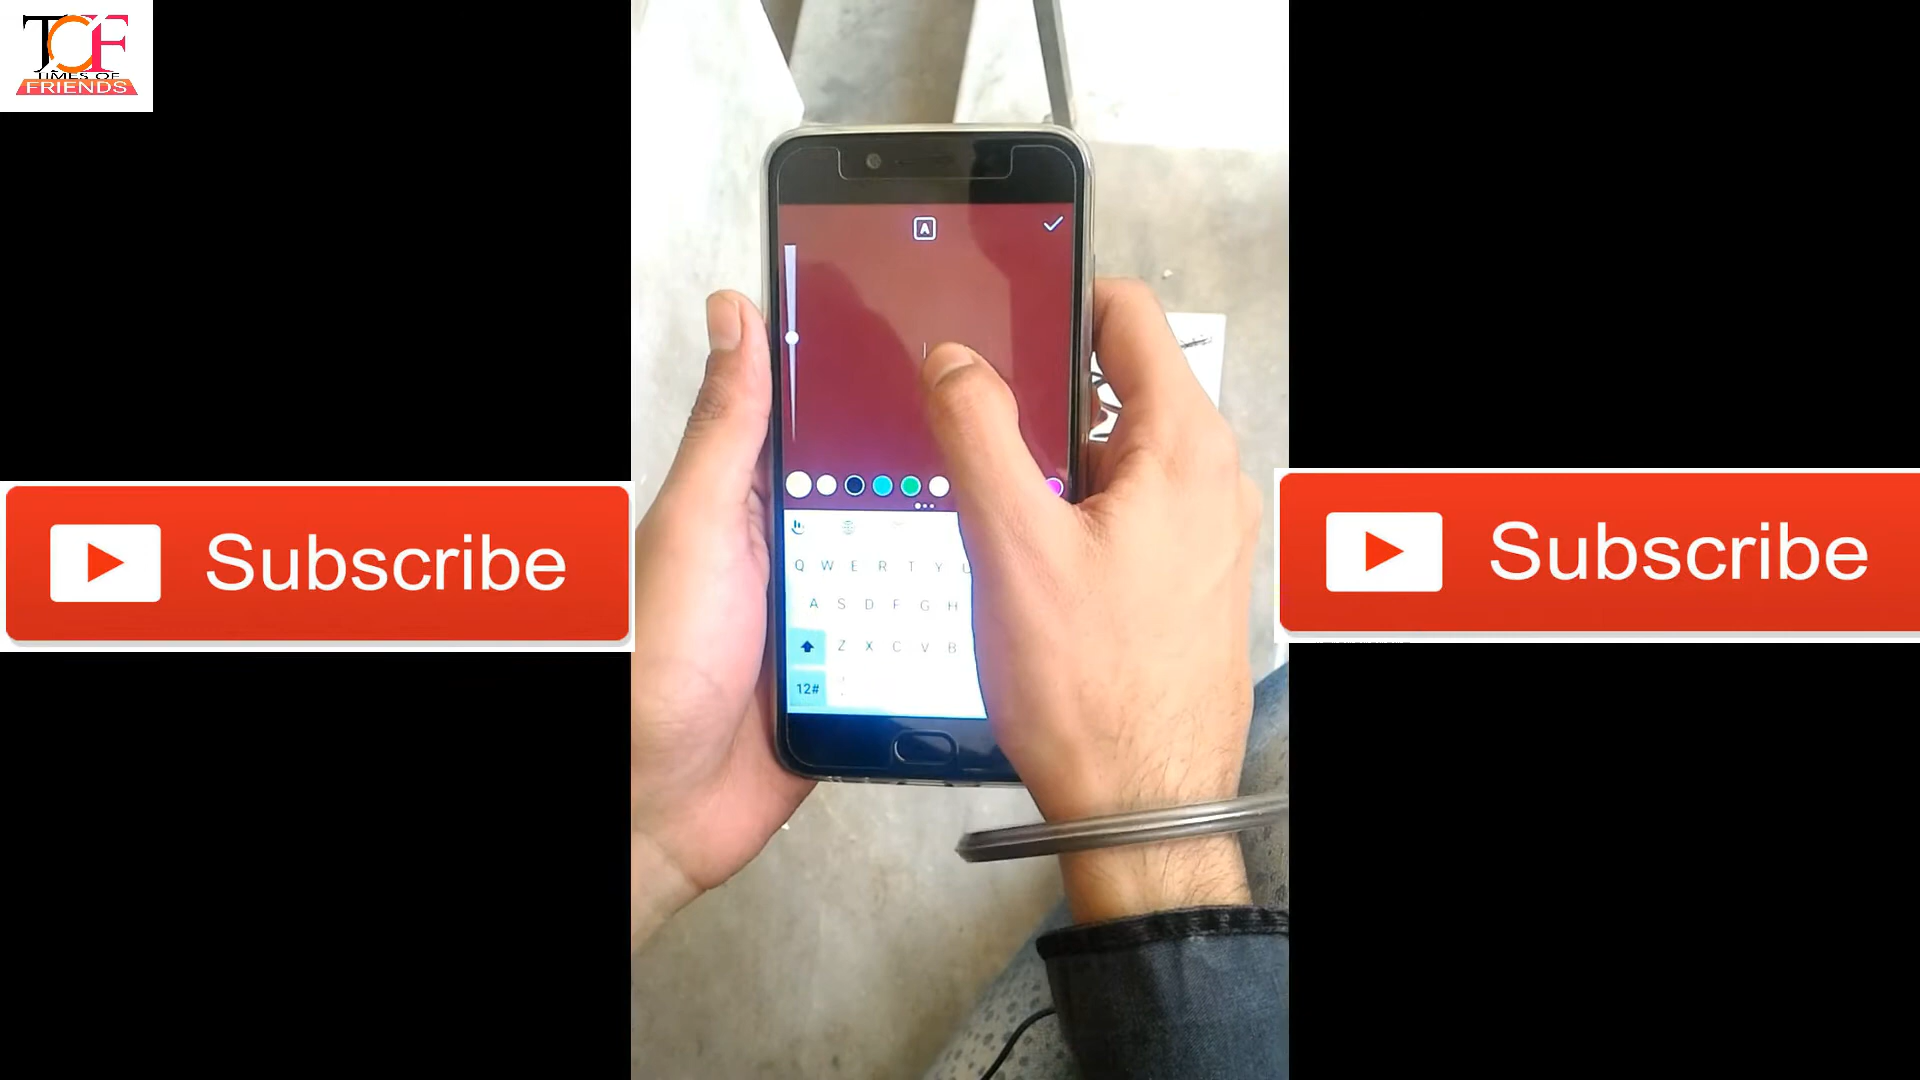 TOF
TIMES OF
FRIENDS
A
Subscribe
Subscribe
Q W E R T Y U
A S D F G H
Z X C V B
12#